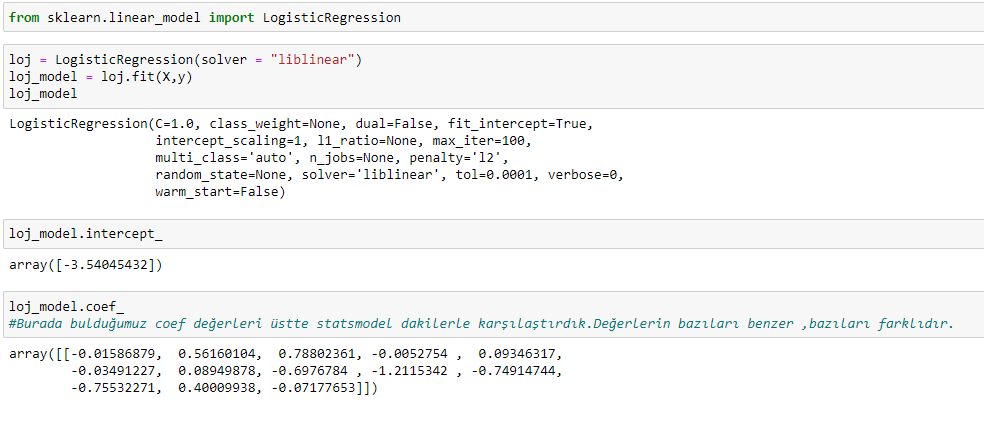 from sklearn.linear_model import LogisticRegression
loj = LogisticRegression(solver = "liblinear")
loj_model = loj.fit(X,y)
loj_model
LogisticRegression(C=1.0, class_weight=None, dual=False, fit_intercept=True,
intercept_scaling=1, l1_ratio=None, max_iter=100,
multi_class='auto', n_jobs=None, penalty='l2',
random_state=None, solver='liblinear', tol=0.0001, verbose=0,
warm_start=False)
loj_model.intercept_
array([-3.54045432])
loj_model.coef_
#Burada bulduğumuz coef değerleri üstte statsmodel dakilerle karşılaştırdık.Değerlerin bazıları benzer ,bazıları farklıdır.
array([[-0.01586879,  0.56160104,  0.78802361, -0.0052754 ,  0.09346317,
-0.03491227,  0.08949878, -0.6976784 , -1.2115342 , -0.74914744,
-0.75532271,  0.40009938, -0.07177653]])